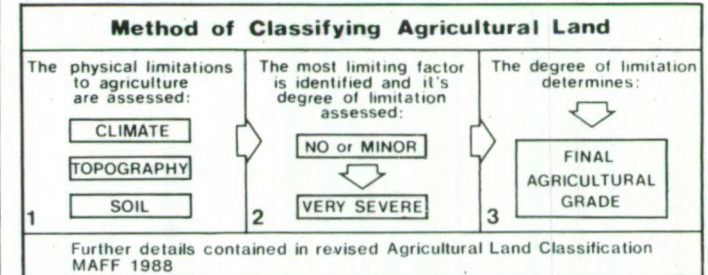 Method of Classifying Agricultural Land
The physical limitations
to agriculture
are assessed:
CLIMATE
TOPOGRAPHY
SOIL
1
The most limiting factor
is identified and it's
degree of limitation
assessed:
NO or MINOR
VERY SEVERE
2
The degree of limitation
determines:
FINAL
AGRICULTURAL
GRADE
3
Further details contained in revised Agricultural Land Classification
MAFF 1988